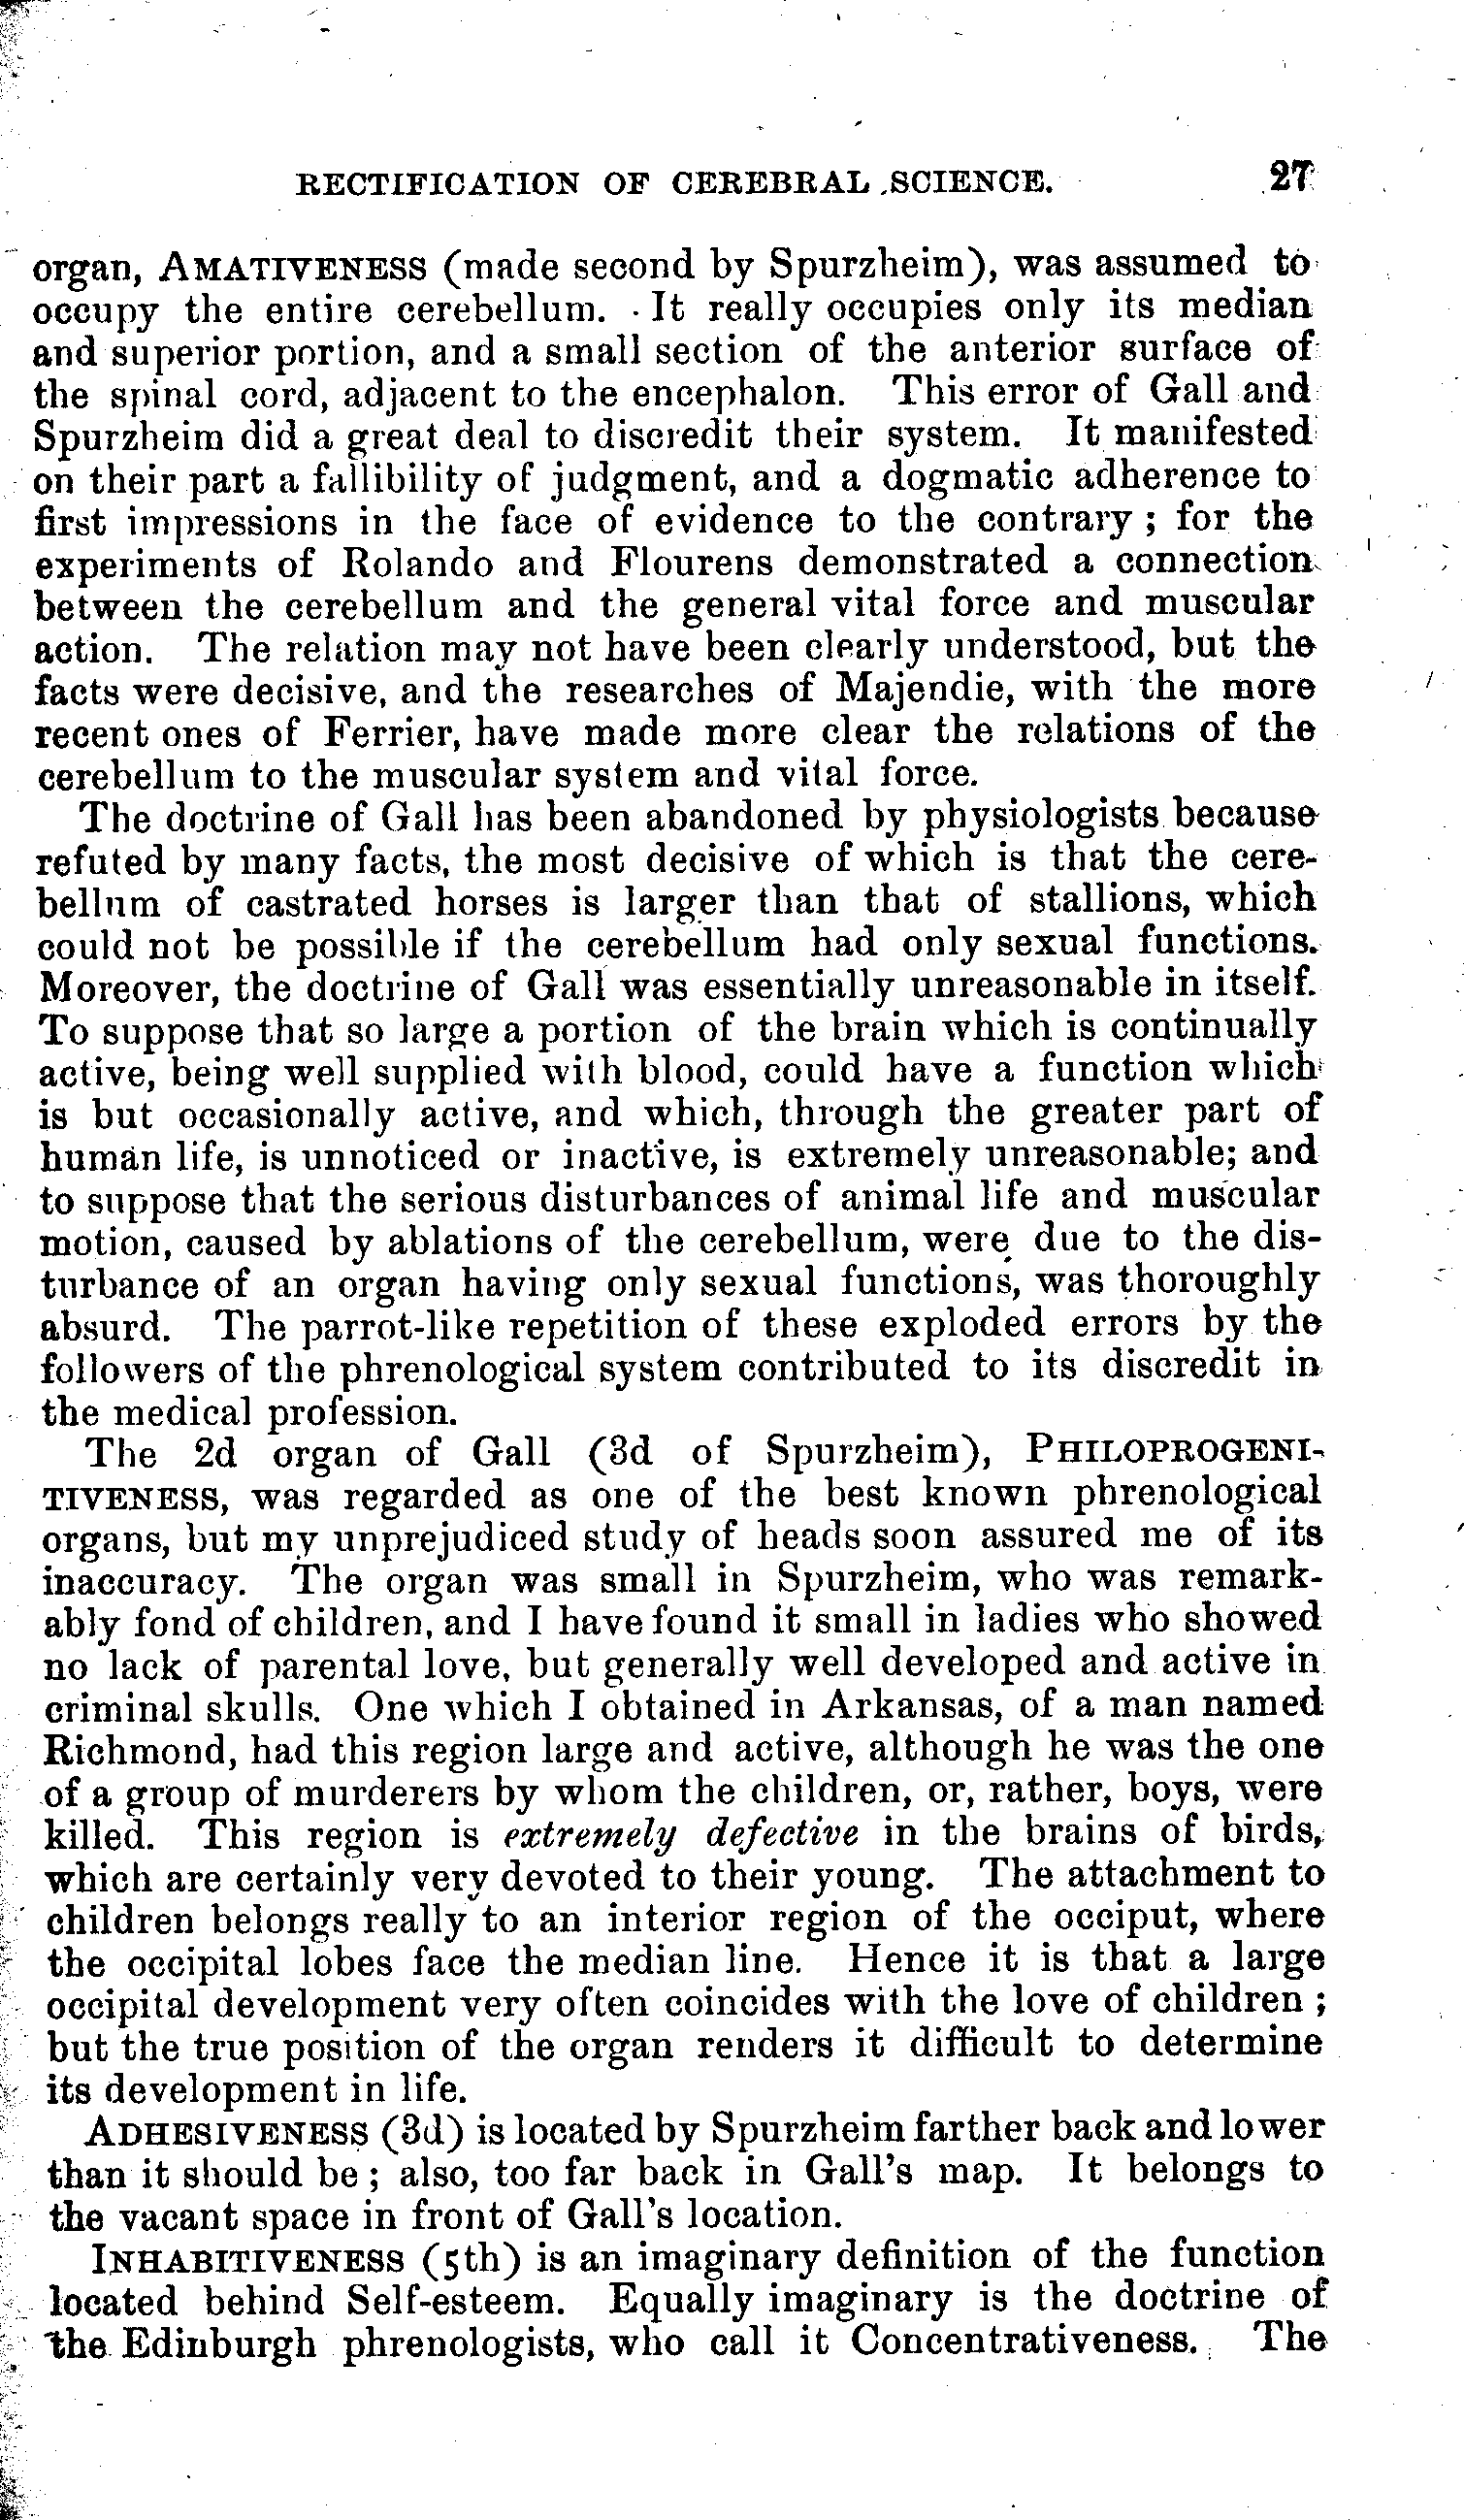 RECTIFICATION OF CEREBRAL SCIENCE. 27
organ, AMATIVENESS (made second by Spurzheim), was assumed to
occupy the entire cerebellum. It really occupies only its median
and superior portion, and a small section of the anterior surface of
the spinal cord, adjacent to the encephalon. This error of Gall and
Spurzheim did a great deal to discredit their system. It manifested
on their part a fallibility of judgment, and a dogmatic adherence to
first impressions in the face of evidence to the contrary; for the
experiments of Rolando and Flourens demonstrated a connection
between the cerebellum and the general vital force and muscular
action. The relation may not have been clearly understood, but the
facts were decisive, and the researches of Majendie, with the more
recent ones of Ferrier, have made more clear the relations of the
cerebellum to the muscular system and vital force.
The doctrine of Gall has been abandoned by physiologists because
refuted by many facts, the most decisive of which is that the cere-
bellum of castrated horses is larger than that of stallions, which
could not be possible if the cerebellum had only sexual functions.
Moreover, the doctrine of Gall was essentially unreasonable in itself.
To suppose that so large a portion of the brain which is continually
active, being well supplied with blood, could have a function which
is but occasionally active, and which, through the greater part of
human life, is unnoticed or inactive, is extremely unreasonable; and
to suppose that the serious disturbances of animal life and muscular
motion, caused by ablations of the cerebellum, were due to the dis-
turbance of an organ having only sexual functions, was thoroughly
absurd. The parrot-like repetition of these exploded errors by the
followers of the phrenological system contributed to its discredit in
the medical profession.
The 2d organ of Gall (3d of Spurzheim), PHILOPROGENI-
TIVENESS, was regarded as one of the best known phrenological
organs, but my unprejudiced study of heads soon assured me of its
inaccuracy. The organ was small in Spurzheim, who was remark-
ably fond of children, and I have found it small in ladies who showed
no lack of parental love, but generally well developed and active in
criminal skulls. One which I obtained in Arkansas, of a man named
Richmond, had this region large and active, although he was the one
of a group of murderers by whom the children, or, rather, boys, were
killed. This region is extremely defective in the brains of birds,
which are certainly very devoted to their young. The attachment to
children belongs really to an interior region of the occiput, where
the occipital lobes face the median line. Hence it is that a large
occipital development very often coincides with the love of children;
but the true position of the organ renders it difficult to determine
its development in life.
ADHESIVENESS (3d) is located by Spurzheim farther back and lower
than it should be; also, too far back in Gall's map. It belongs to
the vacant space in front of Gall's location.
INHABITIVENESS (5th) is an imaginary definition of the function
located behind Self-esteem. Equally imaginary is the doctrine of
the Edinburgh phrenologists, who call it Concentrativeness. The